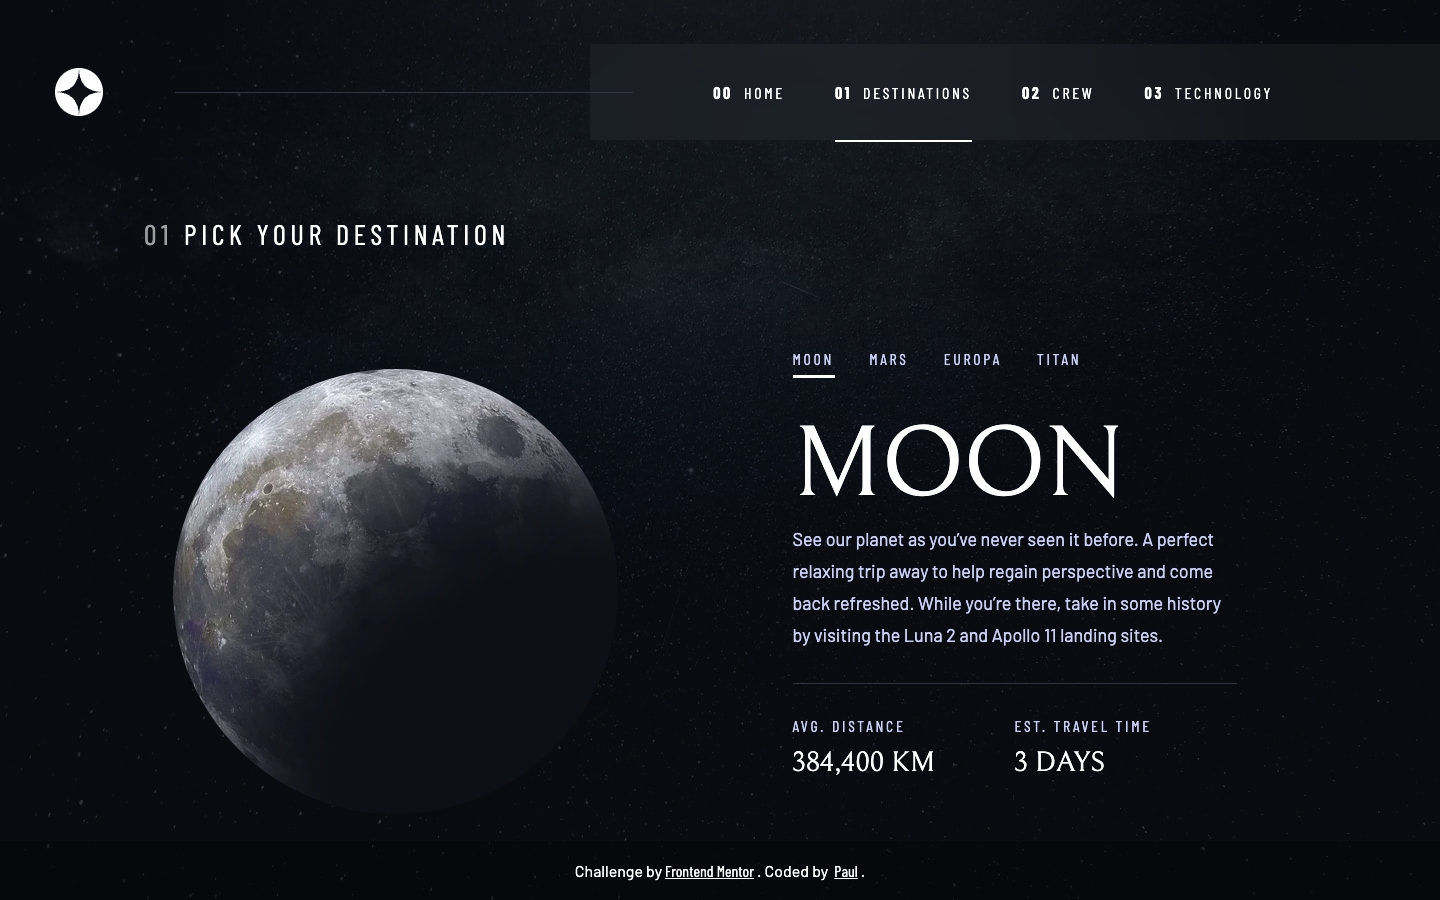 00 HOME 01 DESTINATIONS 02 CREW 03 TECHNOLOGY
01 PICK YOUR DESTINATION
MOON MARS EUROPA TITAN
MOON
See our planet as you’ve never seen it before. A perfect
relaxing trip away to help regain perspective and come
back refreshed. While you’re there, take in some history
by visiting the Luna 2 and Apollo 11 landing sites.
AVG. DISTANCE EST. TRAVEL TIME
384,400 KM 3 DAYS
Challenge by Frontend Mentor . Coded by Paul .